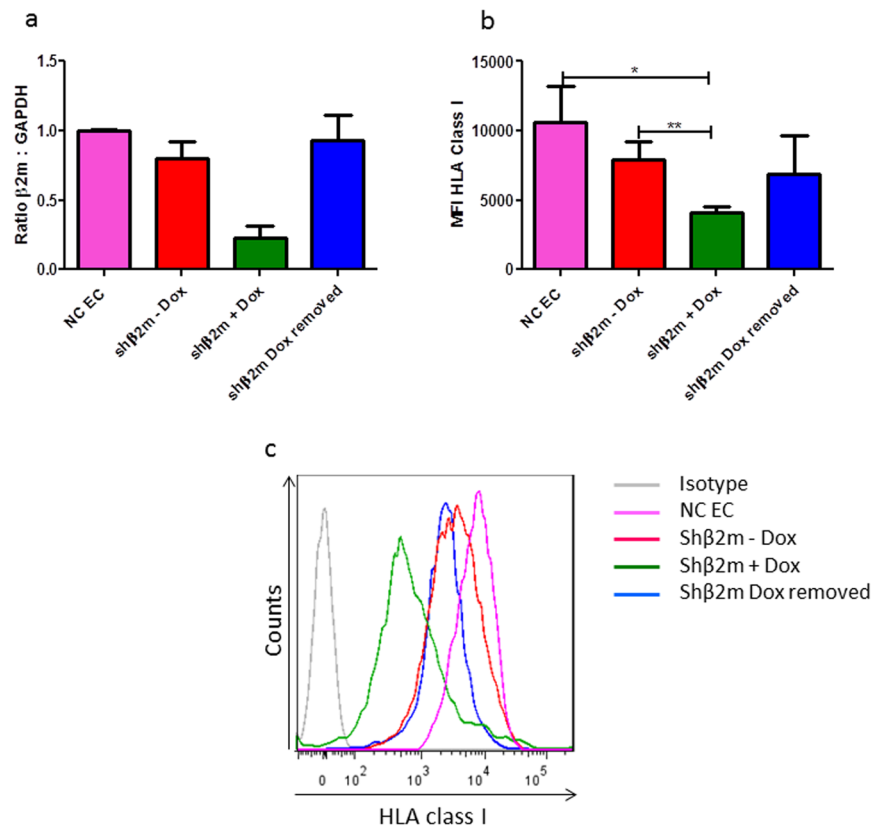 a
Ratio β2m : GAPDH
1.5
1.0
0.5
0.0
NC EC
shβ2m - Dox
shβ2m + Dox
shβ2m Dox removed
b
MFI HLA Class I
15000
10000
5000
0
*
**
NC EC
shβ2m - Dox
shβ2m + Dox
shβ2m Dox removed
c
Counts
0 10² 10³ 10⁴ 10⁵
HLA class I
Isotype
NC EC
Shβ2m - Dox
Shβ2m + Dox
Shβ2m Dox removed